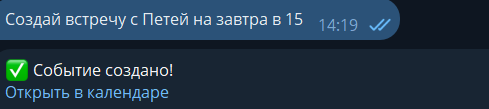 Создай встречу с Петей на завтра в 15 14:19
✅ Событие создано!
Открыть в календаре